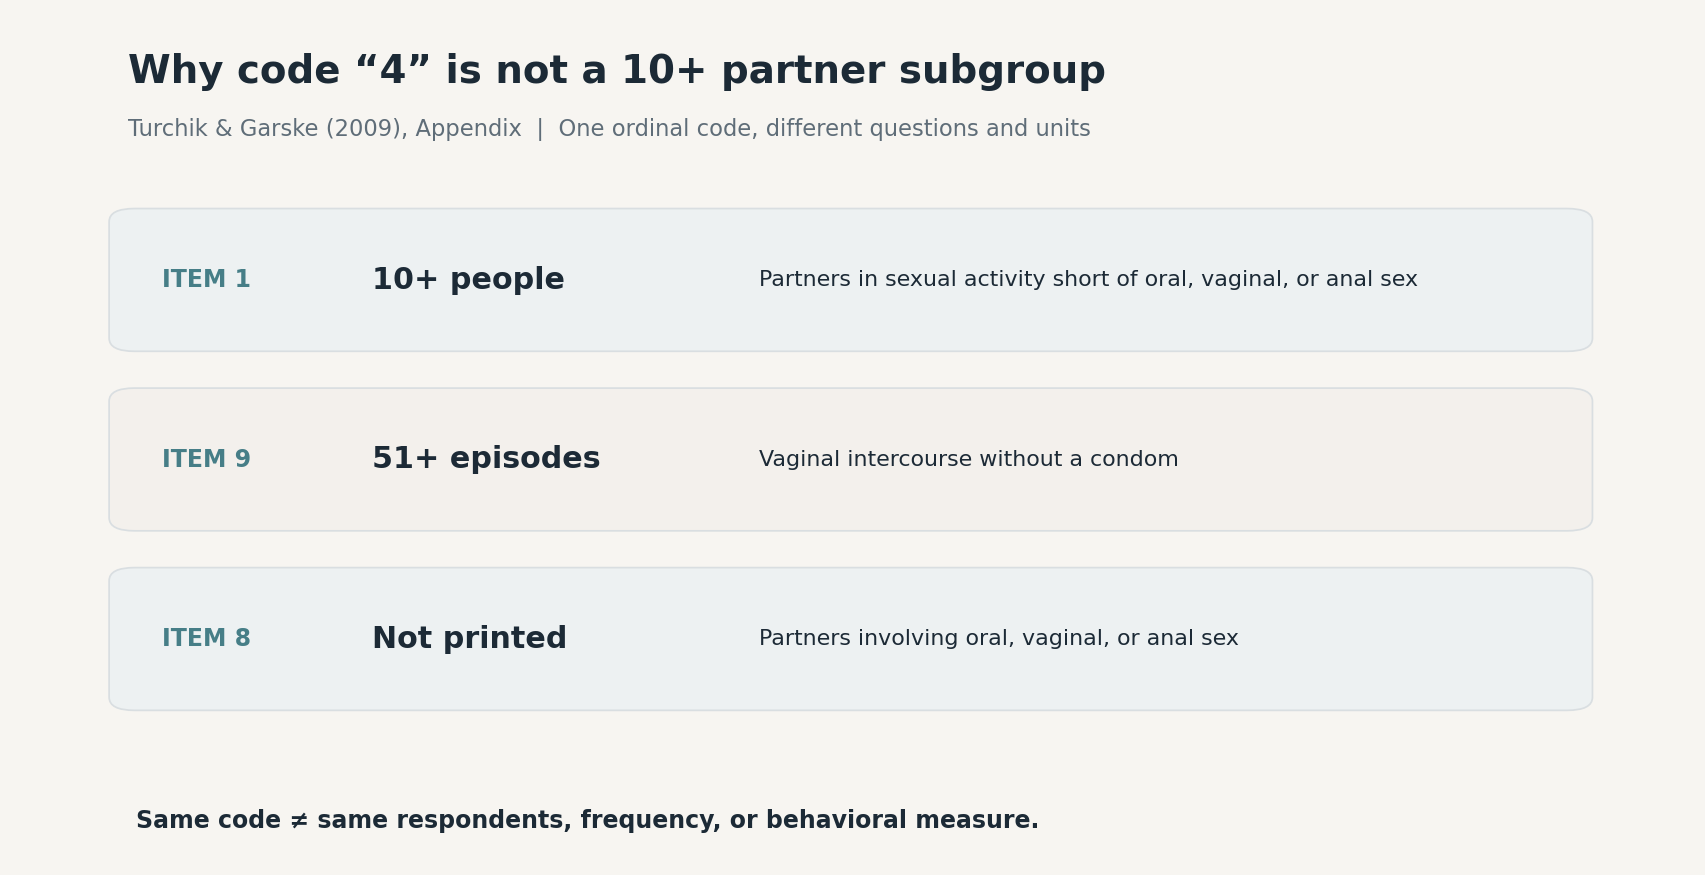 Why code “4” is not a 10+ partner subgroup
Turchik & Garske (2009), Appendix | One ordinal code, different questions and units
ITEM 1 10+ people Partners in sexual activity short of oral, vaginal, or anal sex
ITEM 9 51+ episodes Vaginal intercourse without a condom
ITEM 8 Not printed Partners involving oral, vaginal, or anal sex
Same code ≠ same respondents, frequency, or behavioral measure.